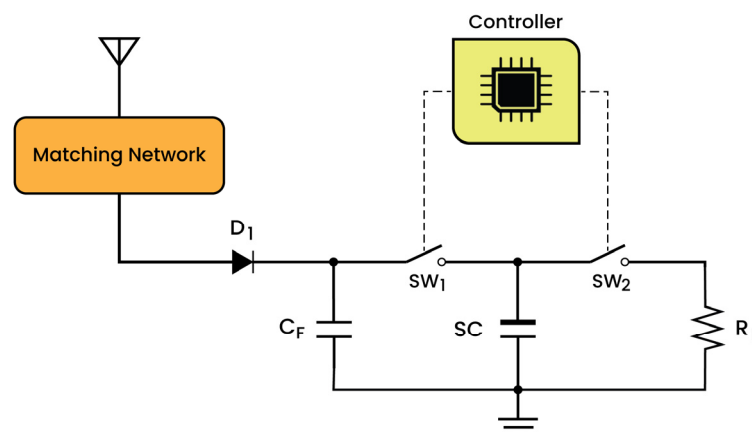 Controller
Matching Network
D1
SW1
SW2
CF
SC
R